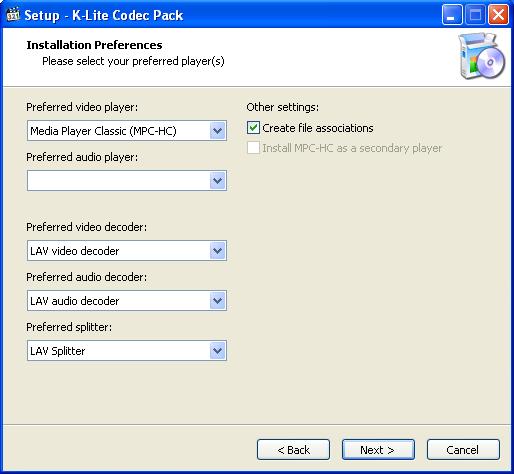 Setup - K-Lite Codec Pack
Installation Preferences
Please select your preferred player(s)
Preferred video player:
Media Player Classic (MPC-HC)
Preferred audio player:
Preferred video decoder:
LAV video decoder
Preferred audio decoder:
LAV audio decoder
Preferred splitter:
LAV Splitter
Other settings:
Create file associations
Install MPC-HC as a secondary player
< Back
Next >
Cancel